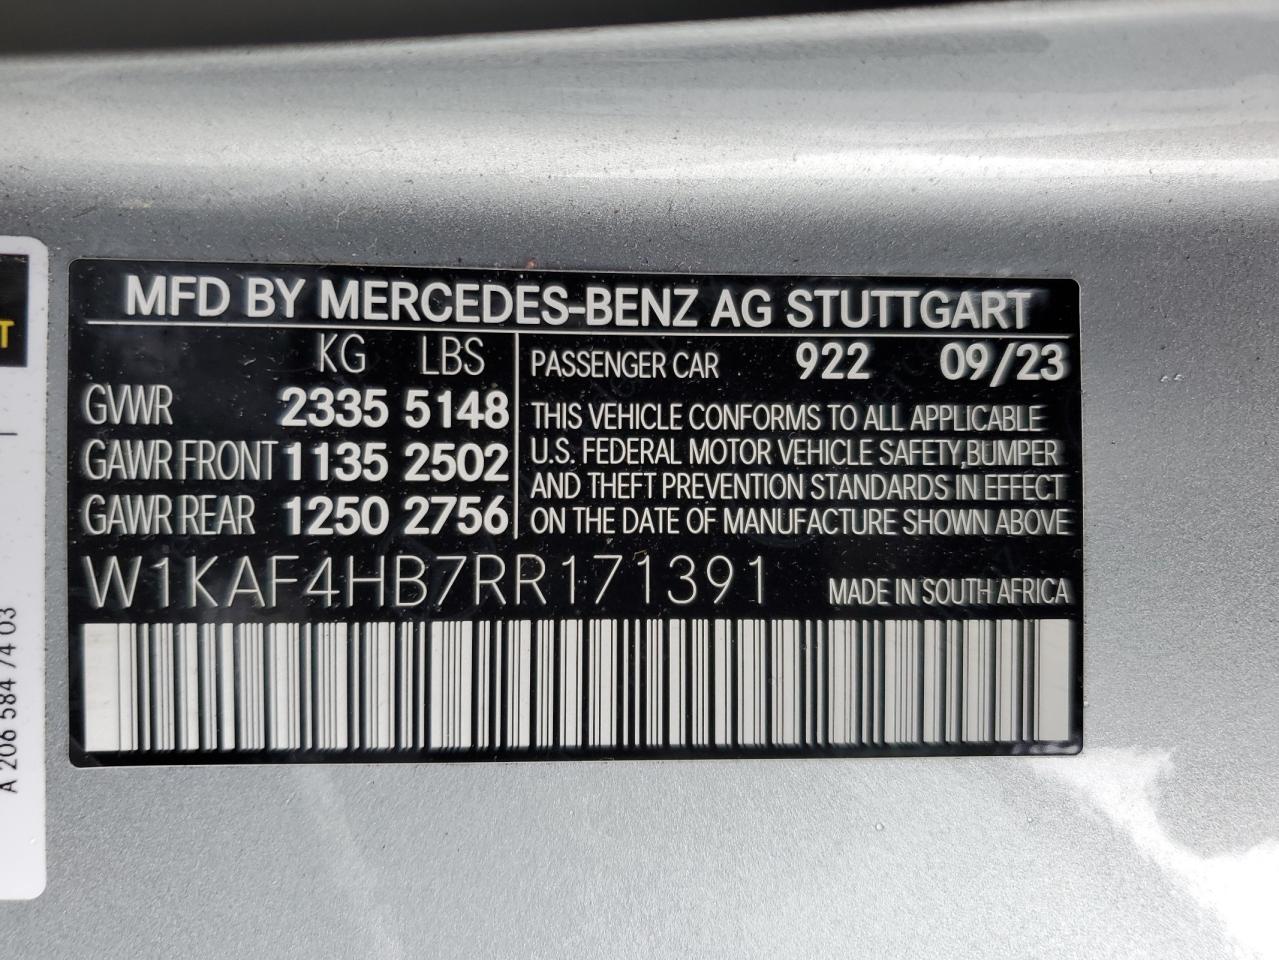 MFD BY MERCEDES-BENZ AG STUTTGART
KG LBS
GVWR 2335 5148
GAWR FRONT 1135 2502
GAWR REAR 1250 2756
PASSENGER CAR 922 09/23
THIS VEHICLE CONFORMS TO ALL APPLICABLE
U.S. FEDERAL MOTOR VEHICLE SAFETY, BUMPER
AND THEFT PREVENTION STANDARDS IN EFFECT
ON THE DATE OF MANUFACTURE SHOWN ABOVE
W1KAF4HB7RR171391 MADE IN SOUTH AFRICA
T
A 206 584 74 03